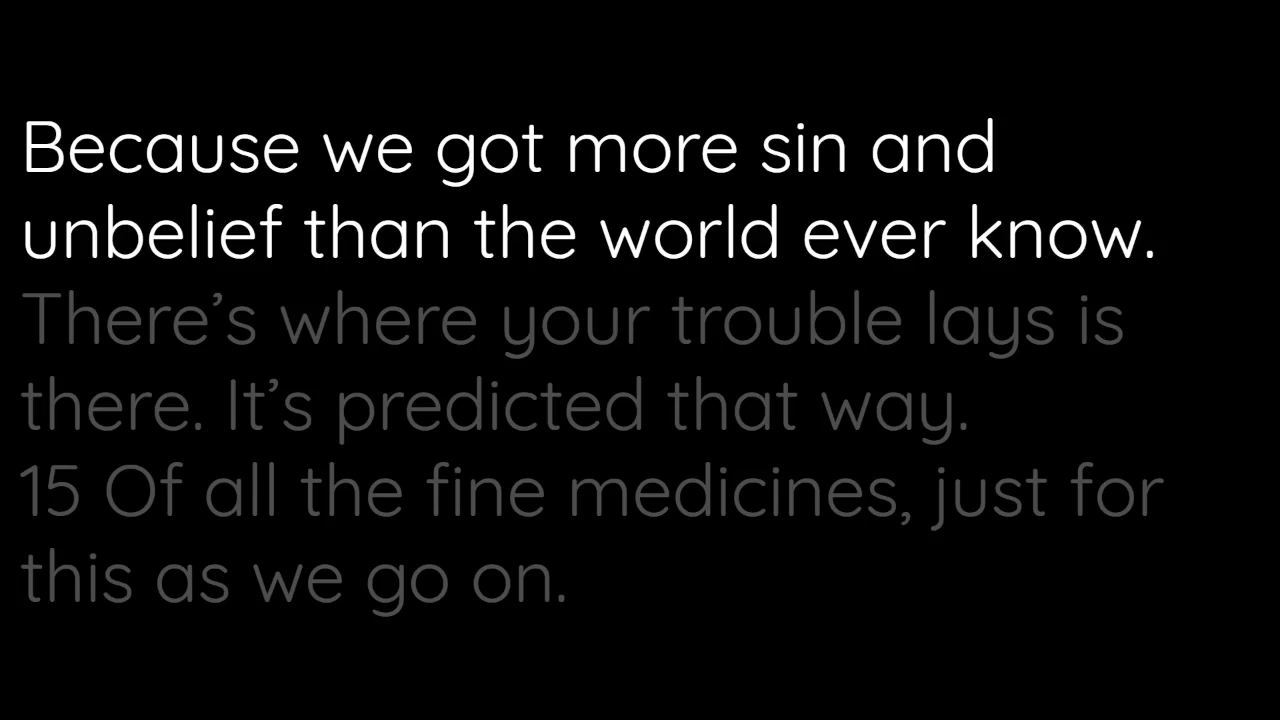 Because we got more sin and
unbelief than the world ever know.
There’s where your trouble lays is
there. It’s predicted that way.
15 Of all the fine medicines, just for
this as we go on.